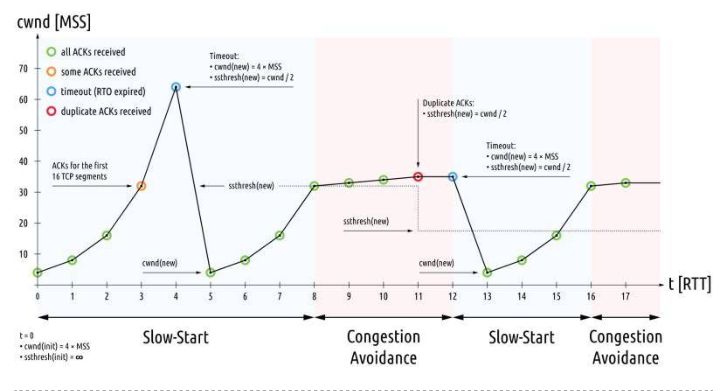 cwnd [MSS]
all ACKs received
some ACKs received
timeout (RTO expired)
duplicate ACKs received
Timeout:
• cwnd(new) = 4 × MSS
• ssthresh(new) = cwnd / 2
Duplicate ACKs:
• ssthresh(new) = cwnd / 2
Timeout:
• cwnd(new) = 4 × MSS
• ssthresh(new) = cwnd / 2
ACKs for the first
16 TCP segments
ssthresh(new)
ssthresh(new)
cwnd(new)
cwnd(new)
70
60
50
40
30
20
10
0 1 2 3 4 5 6 7 8 9 10 11 12 13 14 15 16 17
t [RTT]
t = 0
• cwnd(init) = 4 × MSS
• ssthresh(init) = ∞
Slow-Start
Congestion
Avoidance
Slow-Start
Congestion
Avoidance